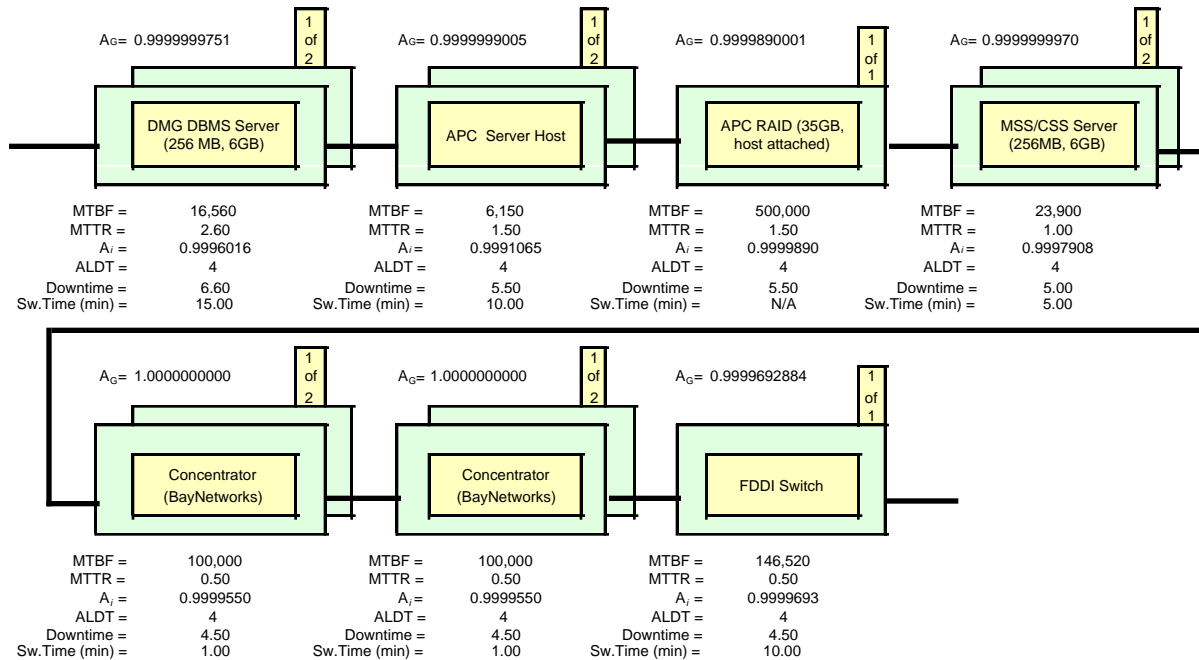 AG= 0.9999999751
1
of
2
AG= 0.9999999005
1
of
2
AG= 0.9999890001
1
of
1
AG= 0.9999999970
1
of
2
DMG DBMS Server
(256 MB, 6GB)
APC Server Host
APC RAID (35GB,
host attached)
MSS/CSS Server
(256MB, 6GB)
MTBF = 16,560
MTTR = 2.60
Ai = 0.9996016
ALDT = 4
Downtime = 6.60
Sw.Time (min) = 15.00
MTBF = 6,150
MTTR = 1.50
Ai = 0.9991065
ALDT = 4
Downtime = 5.50
Sw.Time (min) = 10.00
MTBF = 500,000
MTTR = 1.50
Ai = 0.9999890
ALDT = 4
Downtime = 5.50
Sw.Time (min) = N/A
MTBF = 23,900
MTTR = 1.00
Ai = 0.9997908
ALDT = 4
Downtime = 5.00
Sw.Time (min) = 5.00
AG= 1.0000000000
1
of
2
AG= 1.0000000000
1
of
2
AG= 0.9999692884
1
of
1
Concentrator
(BayNetworks)
Concentrator
(BayNetworks)
FDDI Switch
MTBF = 100,000
MTTR = 0.50
Ai = 0.9999550
ALDT = 4
Downtime = 4.50
Sw.Time (min) = 1.00
MTBF = 100,000
MTTR = 0.50
Ai = 0.9999550
ALDT = 4
Downtime = 4.50
Sw.Time (min) = 1.00
MTBF = 146,520
MTTR = 0.50
Ai = 0.9999693
ALDT = 4
Downtime = 4.50
Sw.Time (min) = 10.00